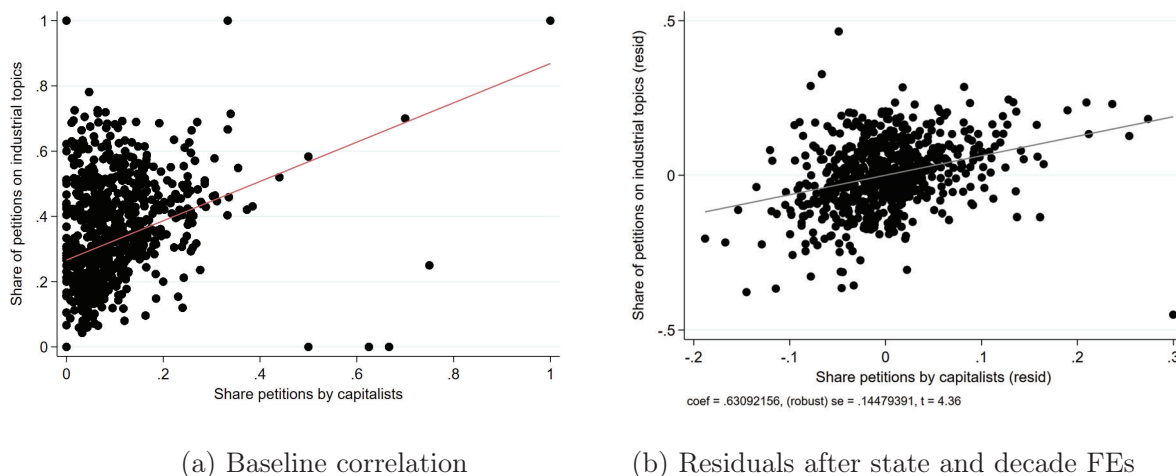 Share of petitions on industrial topics
1
.8
.6
.4
.2
0
0 .2 .4 .6 .8 1
Share petitions by capitalists
(a) Baseline correlation
Share of petitions on industrial topics (resid)
.5
0
-.5
-.2 -.1 0 .1 .2 .3
Share petitions by capitalists (resid)
coef = .63092156, (robust) se = .14479391, t = 4.36
(b) Residuals after state and decade FEs